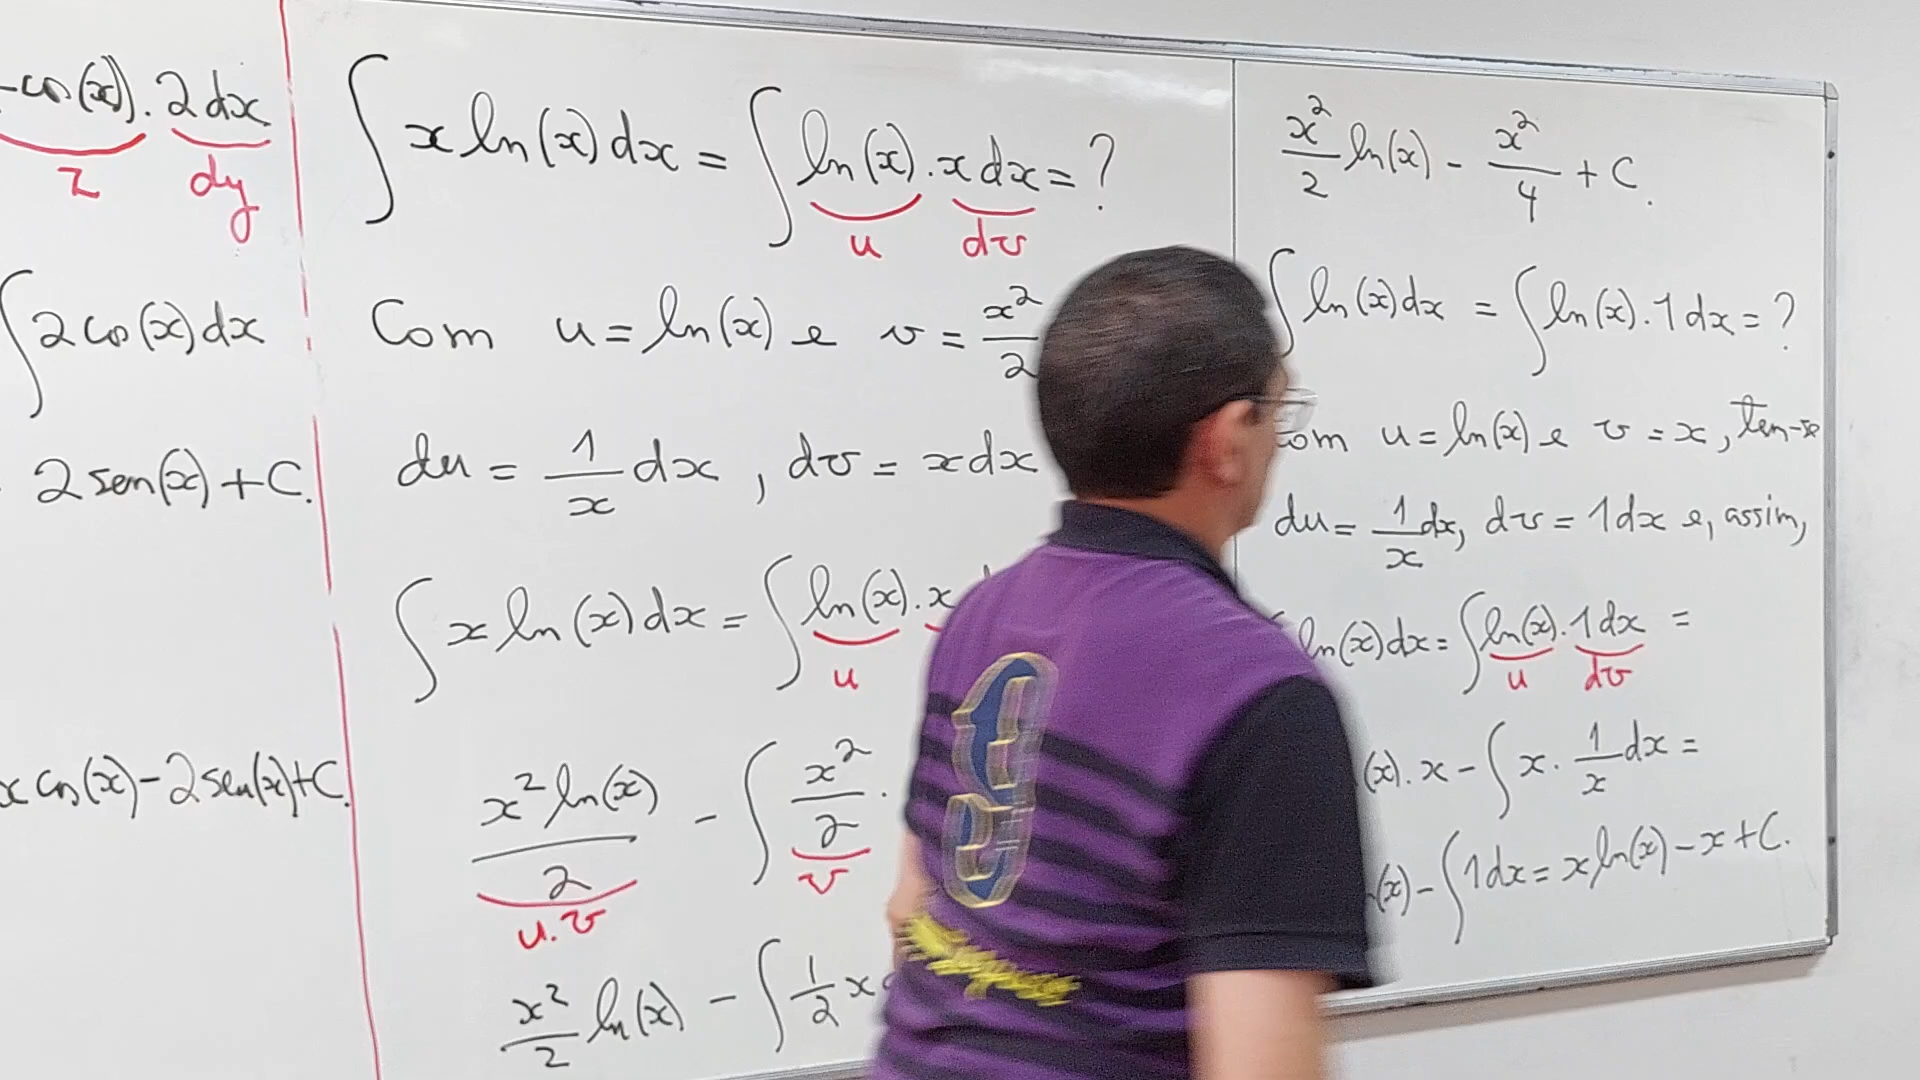 -cos(x). 2dx
z dy
∫2cos(x)dx
2sen(x)+C.
x cos(x)-2sen(x)+C.
∫x ln(x)dx = ∫ln(x).x dx = ?
u dv
Com u = ln(x) e v = x²/2
du = 1/x dx, dv = x dx
∫x ln(x)dx = ∫ln(x).x
u
x² ln(x)/2 - ∫x²/2 .
u.v v
x²/2 ln(x) - ∫1/2 x
x²/2 ln(x) - x²/4 + C.
∫ln(x)dx = ∫ln(x).1dx = ?
Com u = ln(x) e v = x, tem-se
du = 1/x dx, dv = 1dx e, assim,
ln(x)dx = ∫ln(x).1dx =
u dv
(x).x - ∫x. 1/x dx =
(x) - ∫1dx = x ln(x) - x + C.
9